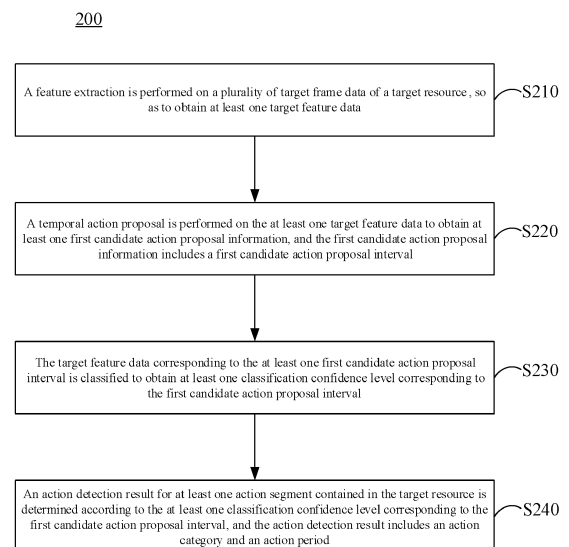 200
A feature extraction is performed on a plurality of target frame data of a target resource, so
as to obtain at least one target feature data
S210
A temporal action proposal is performed on the at least one target feature data to obtain at
least one first candidate action proposal information, and the first candidate action proposal
information includes a first candidate action proposal interval
S220
The target feature data corresponding to the at least one first candidate action proposal
interval is classified to obtain at least one classification confidence level corresponding to
the first candidate action proposal interval
S230
An action detection result for at least one action segment contained in the target resource is
determined according to the at least one classification confidence level corresponding to the
first candidate action proposal interval, and the action detection result includes an action
category and an action period
S240